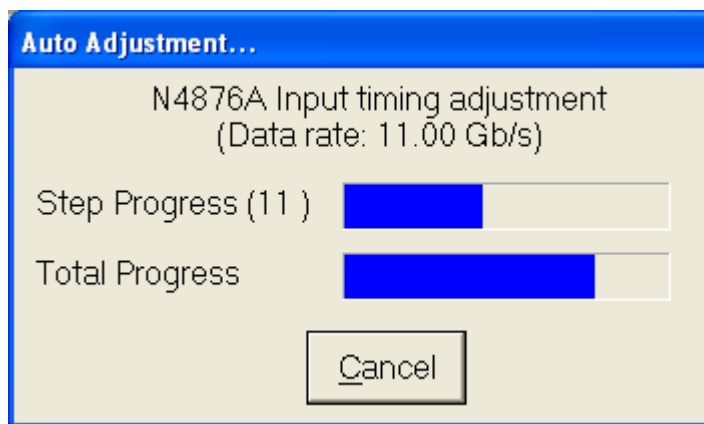 Auto Adjustment...
N4876A Input timing adjustment
(Data rate: 11.00 Gb/s)
Step Progress (11 )
Total Progress
Cancel